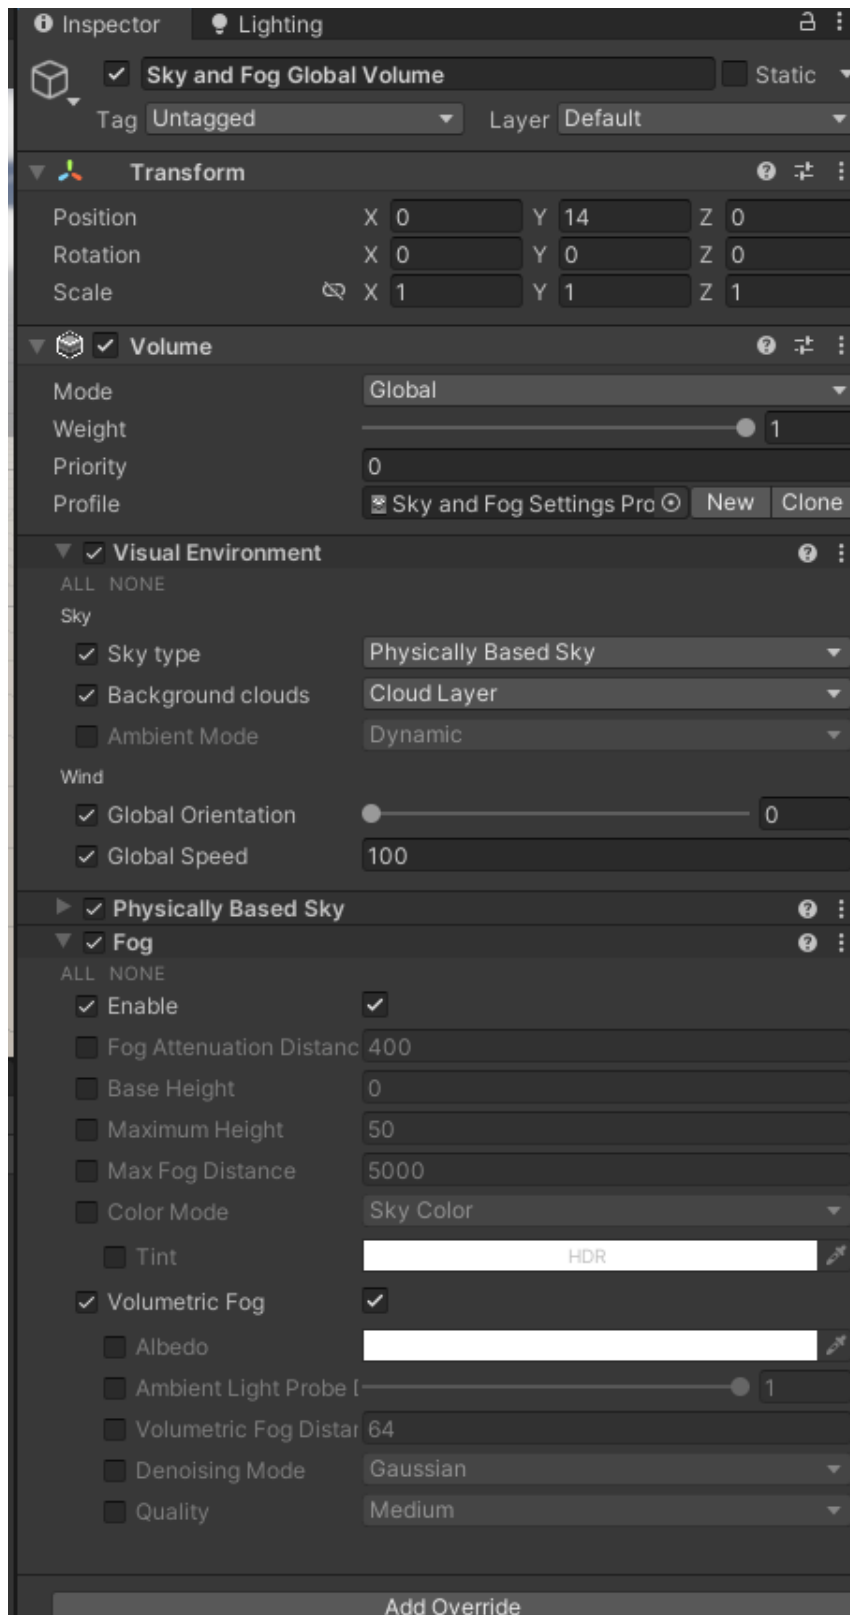 Inspector Lighting
Sky and Fog Global Volume Static
Tag Untagged Layer Default
Transform
Position X 0 Y 14 Z 0
Rotation X 0 Y 0 Z 0
Scale X 1 Y 1 Z 1
Volume
Mode Global
Weight 1
Priority 0
Profile Sky and Fog Settings Pro New Clone
Visual Environment
ALL NONE
Sky
Sky type Physically Based Sky
Background clouds Cloud Layer
Ambient Mode Dynamic
Wind
Global Orientation 0
Global Speed 100
Physically Based Sky
Fog
ALL NONE
Enable
Fog Attenuation Distanc 400
Base Height 0
Maximum Height 50
Max Fog Distance 5000
Color Mode Sky Color
Tint HDR
Volumetric Fog
Albedo
Ambient Light Probe 1
Volumetric Fog Distar 64
Denoising Mode Gaussian
Quality Medium
Add Override